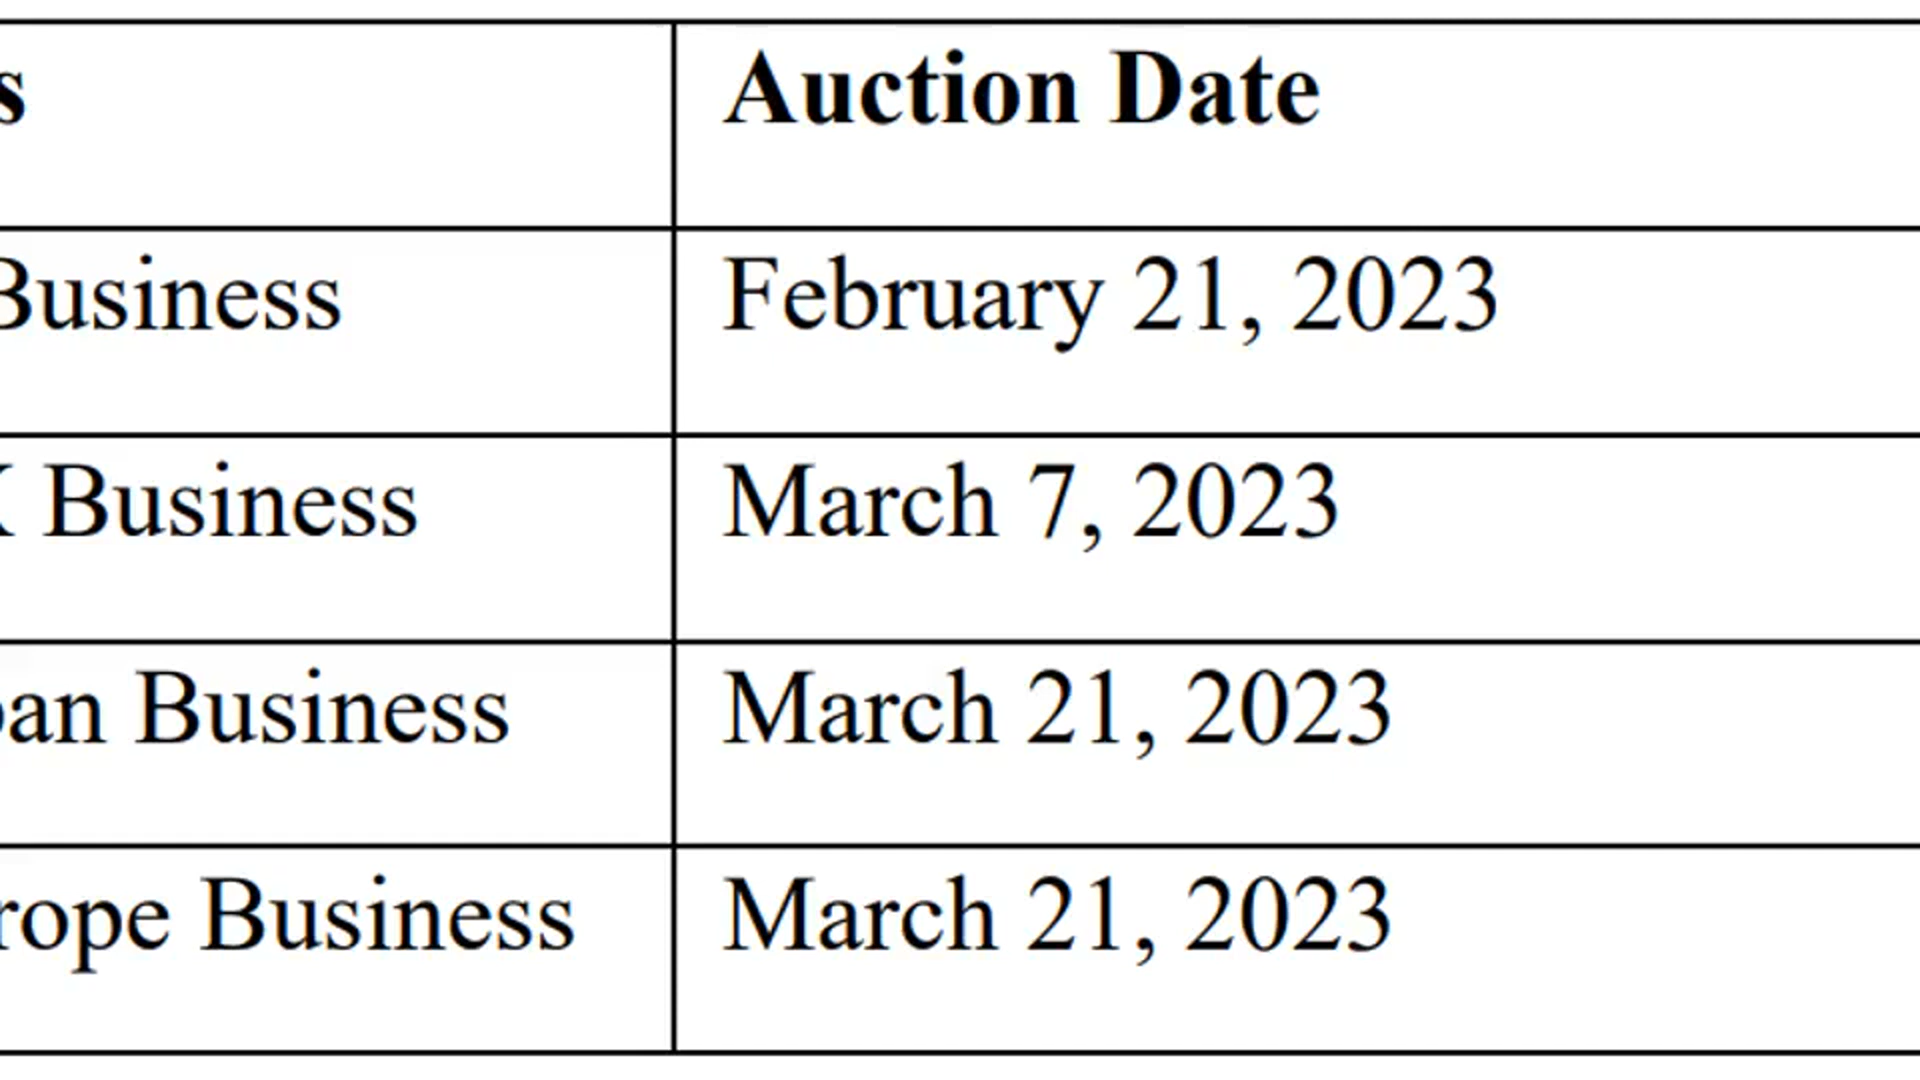 Auction Date
Business February 21, 2023
Business March 7, 2023
Business March 21, 2023
Business March 21, 2023